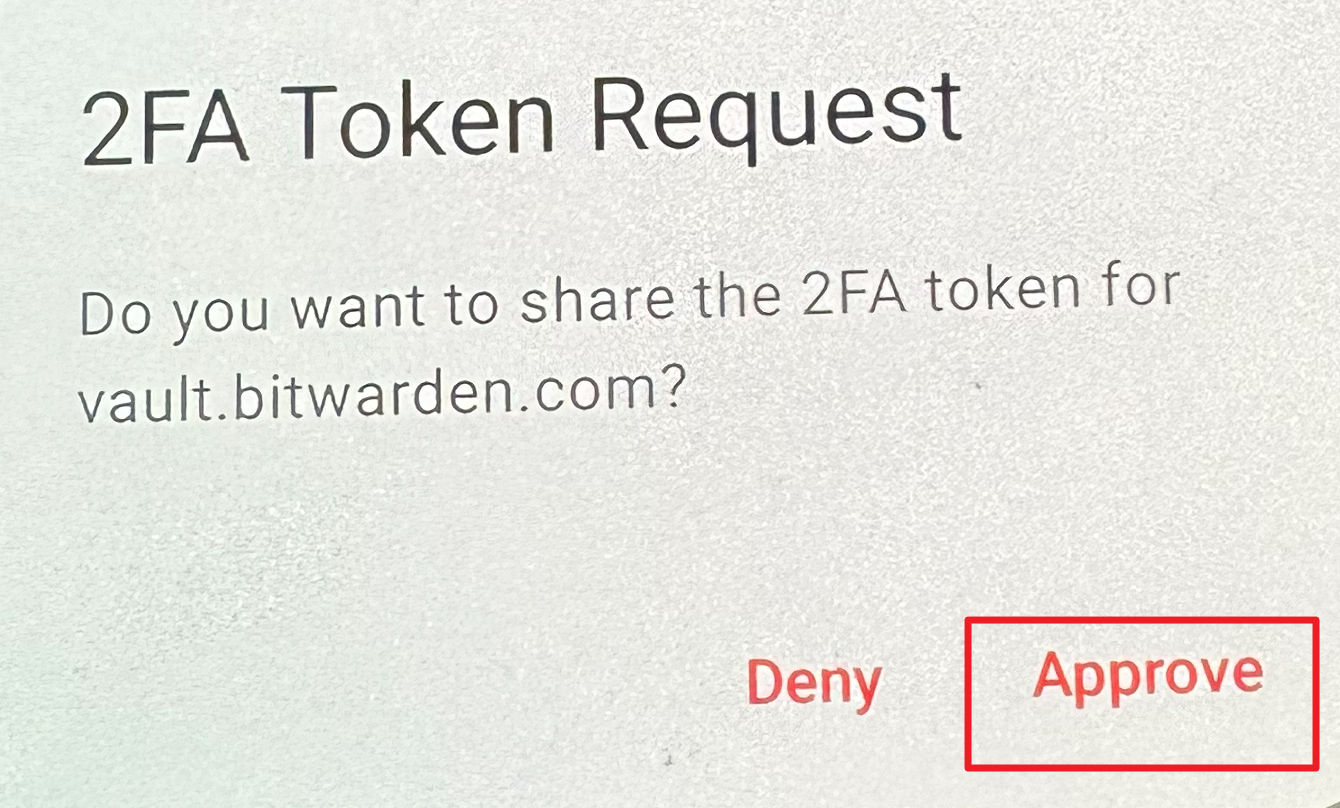 2FA Token Request
Do you want to share the 2FA token for
vault.bitwarden.com?
Deny
Approve